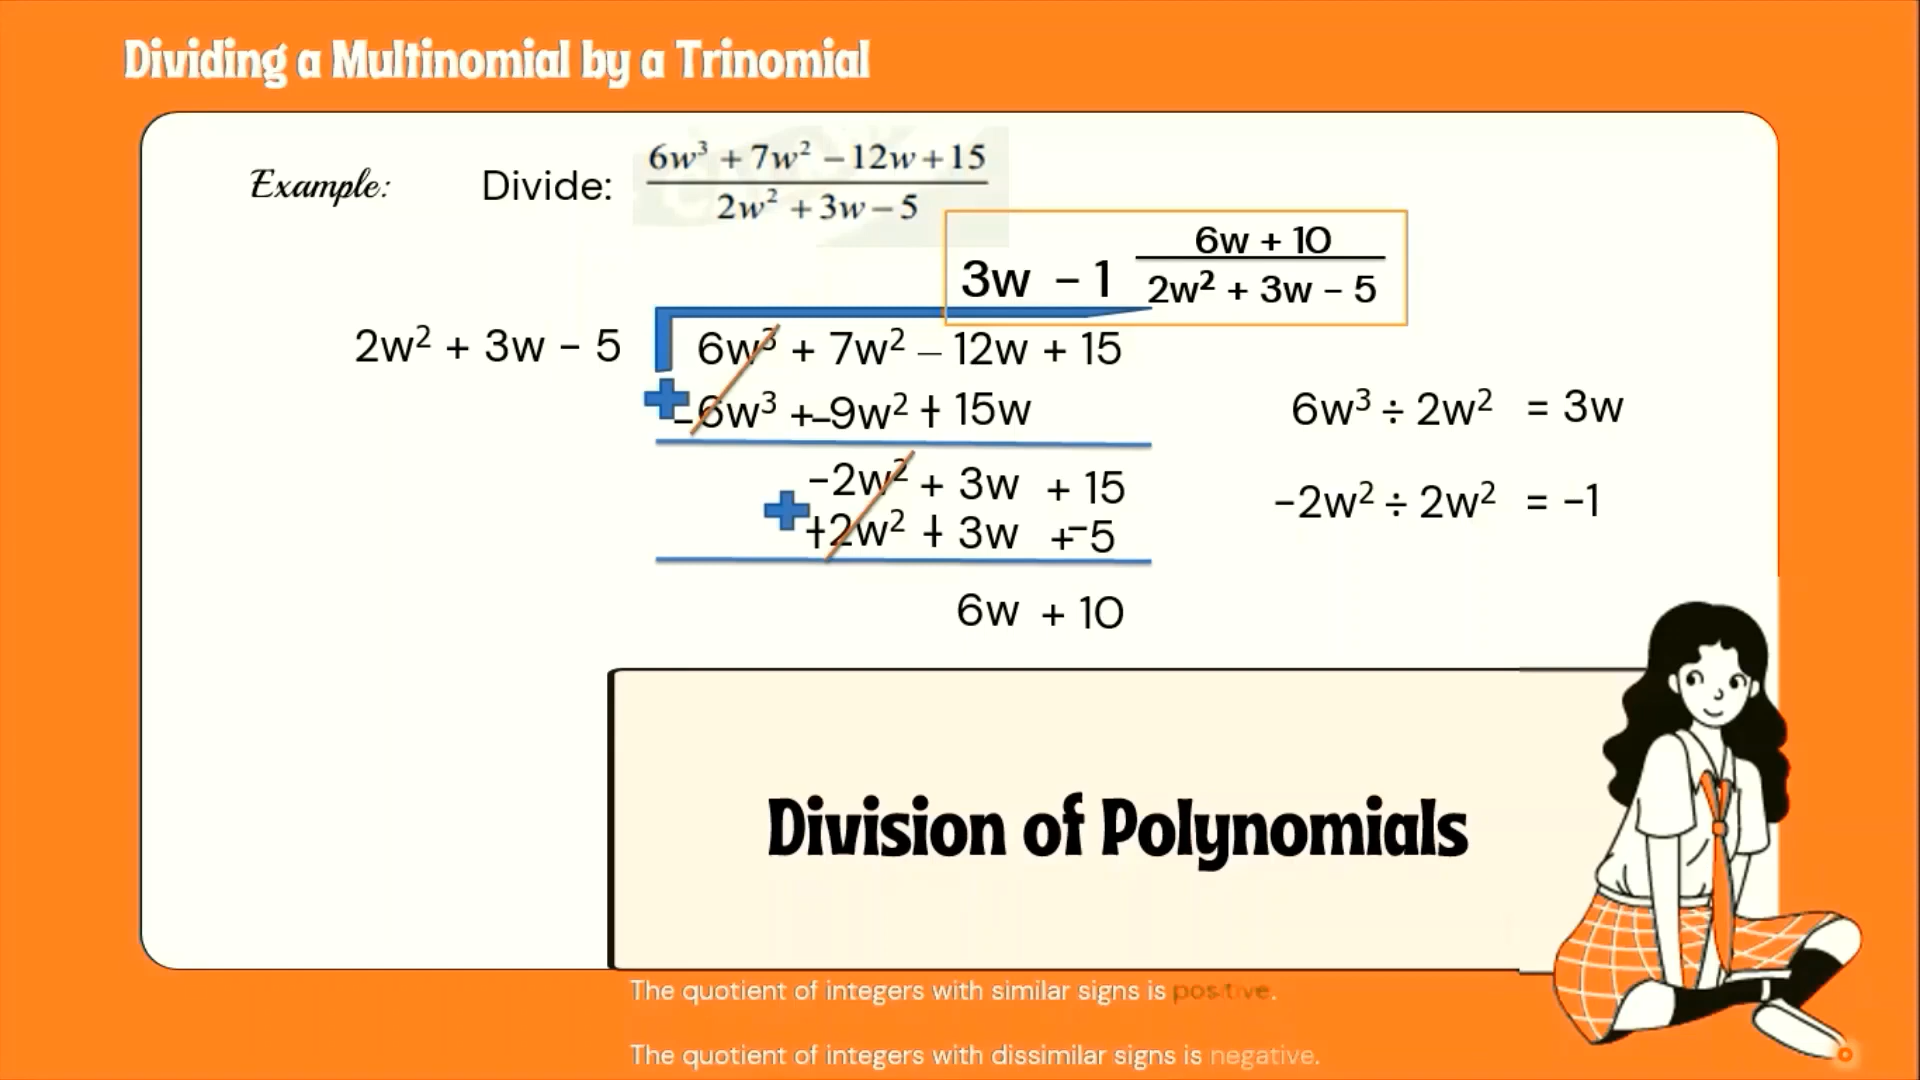 Dividing a Multinomial by a Trinomial
Example: Divide: 6w³ + 7w² − 12w + 15
2w² + 3w − 5
3w − 1 6w + 10
2w² + 3w − 5
2w² + 3w − 5 6w³ + 7w² − 12w + 15
−6w³ +−9w² + 15w
6w³ ÷ 2w² = 3w
−2w² + 3w + 15
−2w² ÷ 2w² = −1
+2w² + 3w +−5
6w + 10
Division of Polynomials
The quotient of integers with similar signs is positive.
The quotient of integers with dissimilar signs is negative.